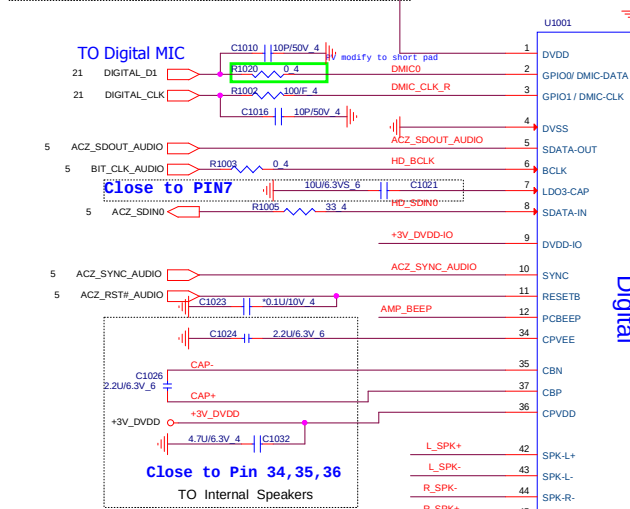 U1001
TO Digital MIC
C1010 10P/50V_4
modify to short pad
1 DVDD
21 DIGITAL_D1 R1020 0_4 DMIC0 2 GPIO0/ DMIC-DATA
21 DIGITAL_CLK R1002 100/F_4 DMIC_CLK_R 3 GPIO1 / DMIC-CLK
C1016 10P/50V_4
4 DVSS
5 ACZ_SDOUT_AUDIO ACZ_SDOUT_AUDIO 5 SDATA-OUT
5 BIT_CLK_AUDIO R1003 0_4 HD_BCLK 6 BCLK
Close to PIN7 10U/6.3VS_6 C1021 7 LDO3-CAP
5 ACZ_SDIN0 R1005 33_4 HD_SDIN0 8 SDATA-IN
+3V_DVDD-IO 9 DVDD-IO
5 ACZ_SYNC_AUDIO ACZ_SYNC_AUDIO 10 SYNC
5 ACZ_RST#_AUDIO 11 RESETB
C1023 *0.1U/10V_4
AMP_BEEP 12 PCBEEP
Digital
C1024 2.2U/6.3V_6 34 CPVEE
CAP- 35 CBN
C1026
2.2U/6.3V_6
CAP+ 37 CBP
+3V_DVDD +3V_DVDD 36 CPVDD
4.7U/6.3V_4 C1032
L_SPK+ 42 SPK-L+
Close to Pin 34,35,36
L_SPK- 43 SPK-L-
TO Internal Speakers
R_SPK- 44 SPK-R-
R_SPK+